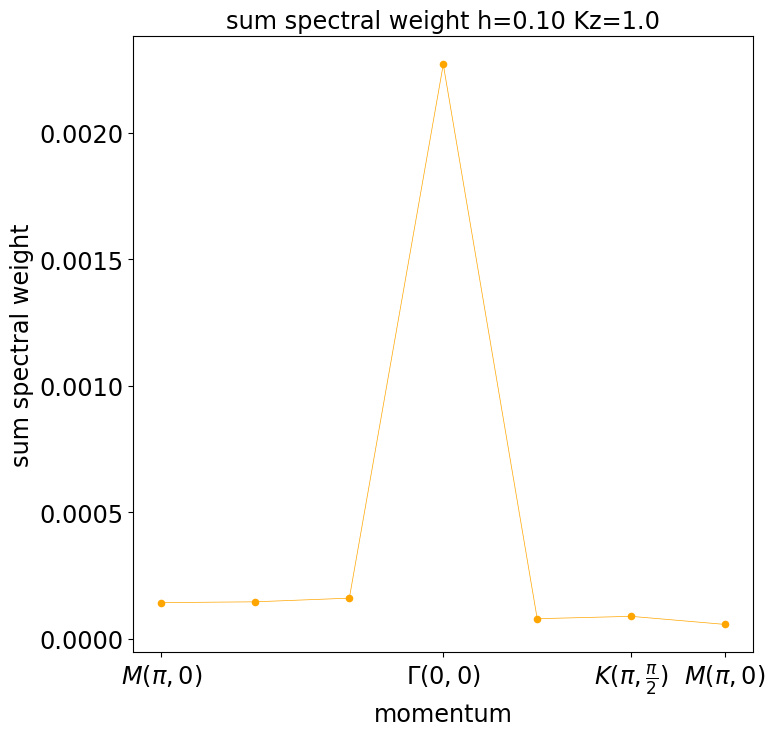 sum spectral weight h=0.10 Kz=1.0
sum spectral weight
0.0020
0.0015
0.0010
0.0005
0.0000
M(π, 0) Γ(0, 0) K(π, π/2) M(π, 0)
momentum